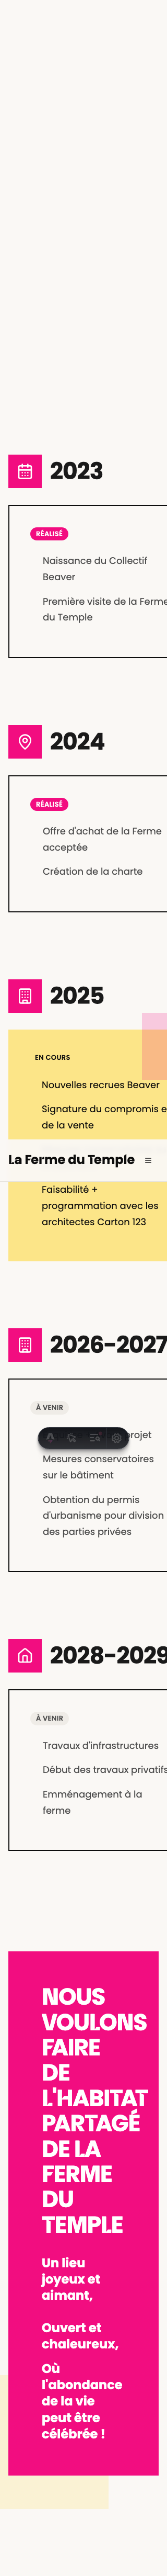 2023
RÉALISÉ
Naissance du Collectif
Beaver
Première visite de la Ferme
du Temple
2024
RÉALISÉ
Offre d'achat de la Ferme
acceptée
Création de la charte
2025
EN COURS
Nouvelles recrues Beaver
Signature du compromis e
de la vente
La Ferme du Temple
Faisabilité +
programmation avec les
architectes Carton 123
2026-2027
À VENIR
projet
Mesures conservatoires
sur le bâtiment
Obtention du permis
d'urbanisme pour division
des parties privées
2028-2029
À VENIR
Travaux d'infrastructures
Début des travaux privatifs
Emménagement à la
ferme
NOUS
VOULONS
FAIRE
DE
L'HABITAT
PARTAGÉ
DE LA
FERME
DU
TEMPLE
Un lieu
joyeux et
aimant,
Ouvert et
chaleureux,
Où
l'abondance
de la vie
peut être
célébrée !